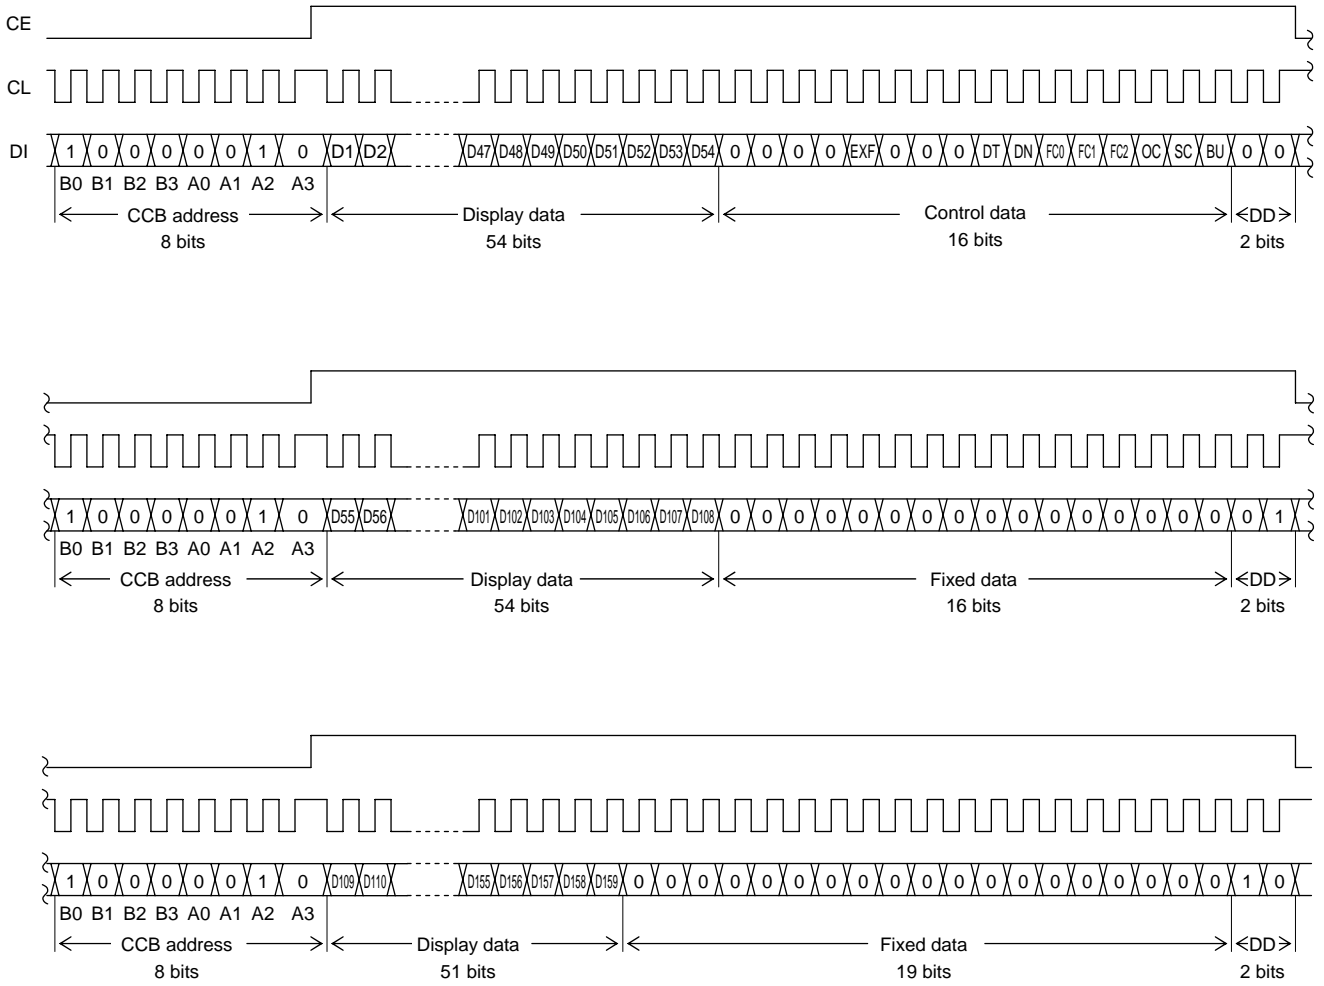 CE
CL
DI 1 0 0 0 0 0 1 0 D1 D2 D47 D48 D49 D50 D51 D52 D53 D54 0 0 0 0 EXF 0 0 0 DT DN FC0 FC1 FC2 OC SC BU 0 0
B0 B1 B2 B3 A0 A1 A2 A3
CCB address Display data Control data DD
8 bits 54 bits 16 bits 2 bits
1 0 0 0 0 0 1 0 D55 D56 D101 D102 D103 D104 D105 D106 D107 D108 0 0 0 0 0 0 0 0 0 0 0 0 0 0 0 0 0 1
B0 B1 B2 B3 A0 A1 A2 A3
CCB address Display data Fixed data DD
8 bits 54 bits 16 bits 2 bits
1 0 0 0 0 0 1 0 D109 D110 D155 D156 D157 D158 D159 0 0 0 0 0 0 0 0 0 0 0 0 0 0 0 0 0 0 0 1 0
B0 B1 B2 B3 A0 A1 A2 A3
CCB address Display data Fixed data DD
8 bits 51 bits 19 bits 2 bits